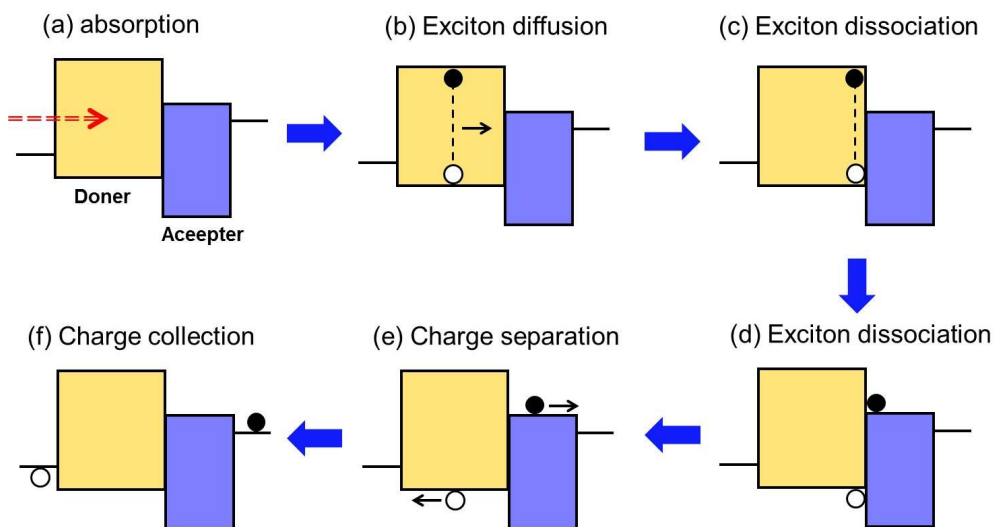 (a) absorption
(b) Exciton diffusion
(c) Exciton dissociation
Doner
Aceepter
(f) Charge collection
(e) Charge separation
(d) Exciton dissociation